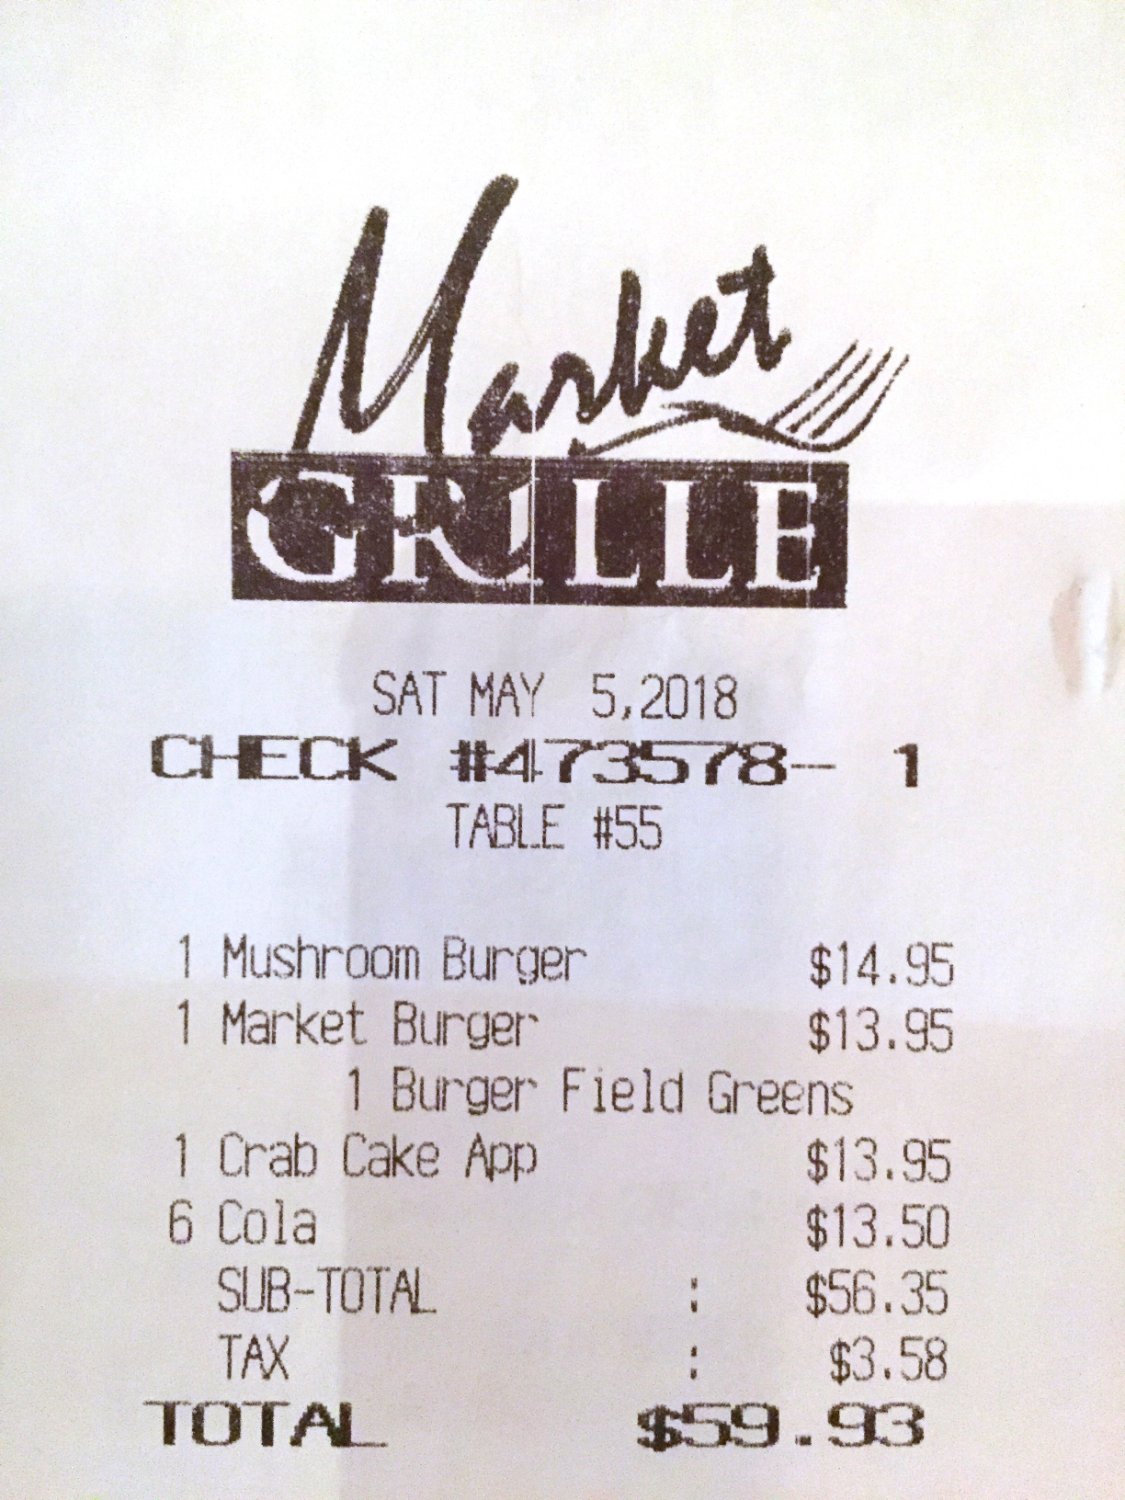 Market
GRILLE
SAT MAY 5,2018
CHECK #473578- 1
TABLE #55
1 Mushroom Burger $14.95
1 Market Burger $13.95
1 Burger Field Greens
1 Crab Cake App $13.95
6 Cola $13.50
SUB-TOTAL : $56.35
TAX : $3.58
TOTAL $59.93